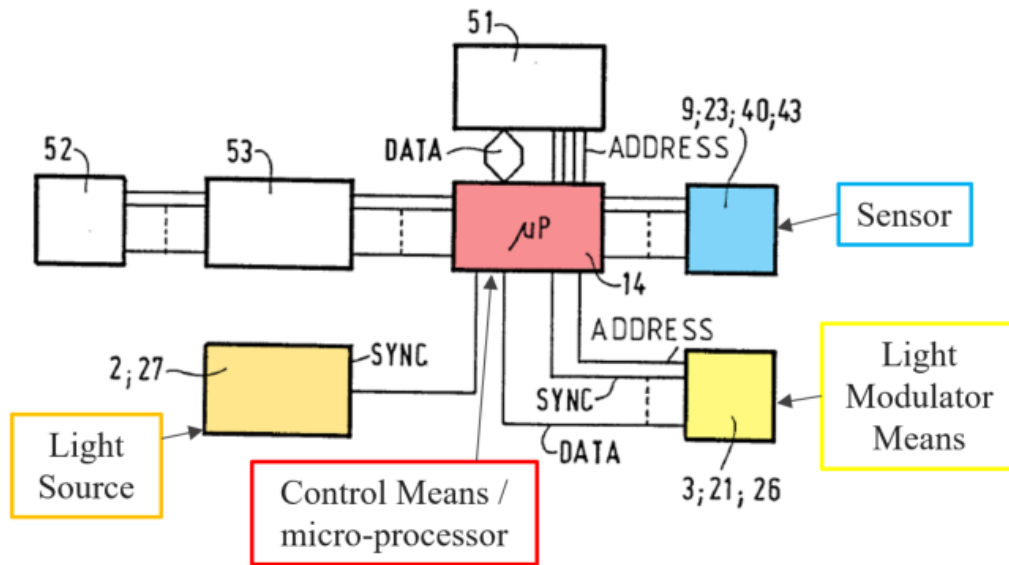 51
9;23;40;43
DATA
ADDRESS
52
53
µP
Sensor
14
ADDRESS
2;27
SYNC
SYNC
Light
Modulator
Means
DATA
Light
Source
Control Means /
micro-processor
3;21;26